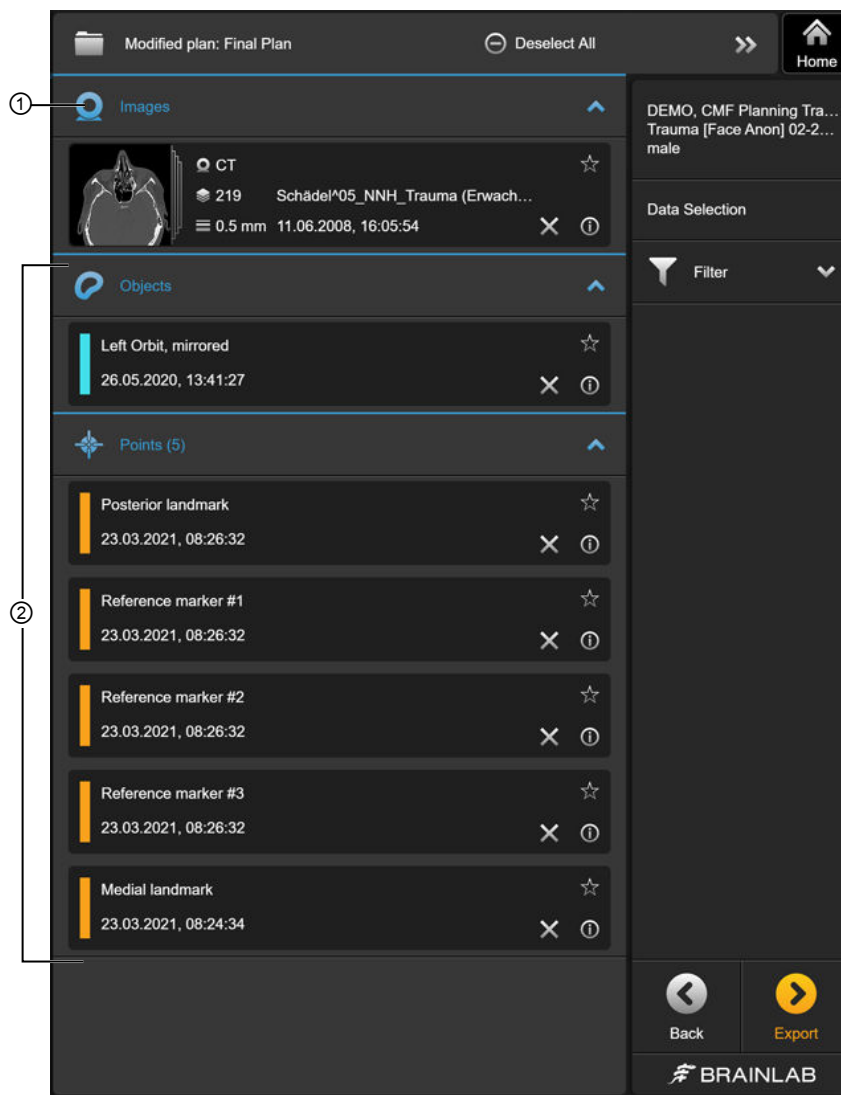 Modified plan: Final Plan
Deselect All
Home
①
Images
CT
219 Schädel^05_NNH_Trauma (Erwach...
0.5 mm 11.06.2008, 16:05:54
②
Objects
Left Orbit, mirrored
26.05.2020, 13:41:27
Points (5)
Posterior landmark
23.03.2021, 08:26:32
Reference marker #1
23.03.2021, 08:26:32
Reference marker #2
23.03.2021, 08:26:32
Reference marker #3
23.03.2021, 08:26:32
Medial landmark
23.03.2021, 08:24:34
DEMO, CMF Planning Tra...
Trauma [Face Anon] 02-2...
male
Data Selection
Filter
Back
Export
BRAINLAB